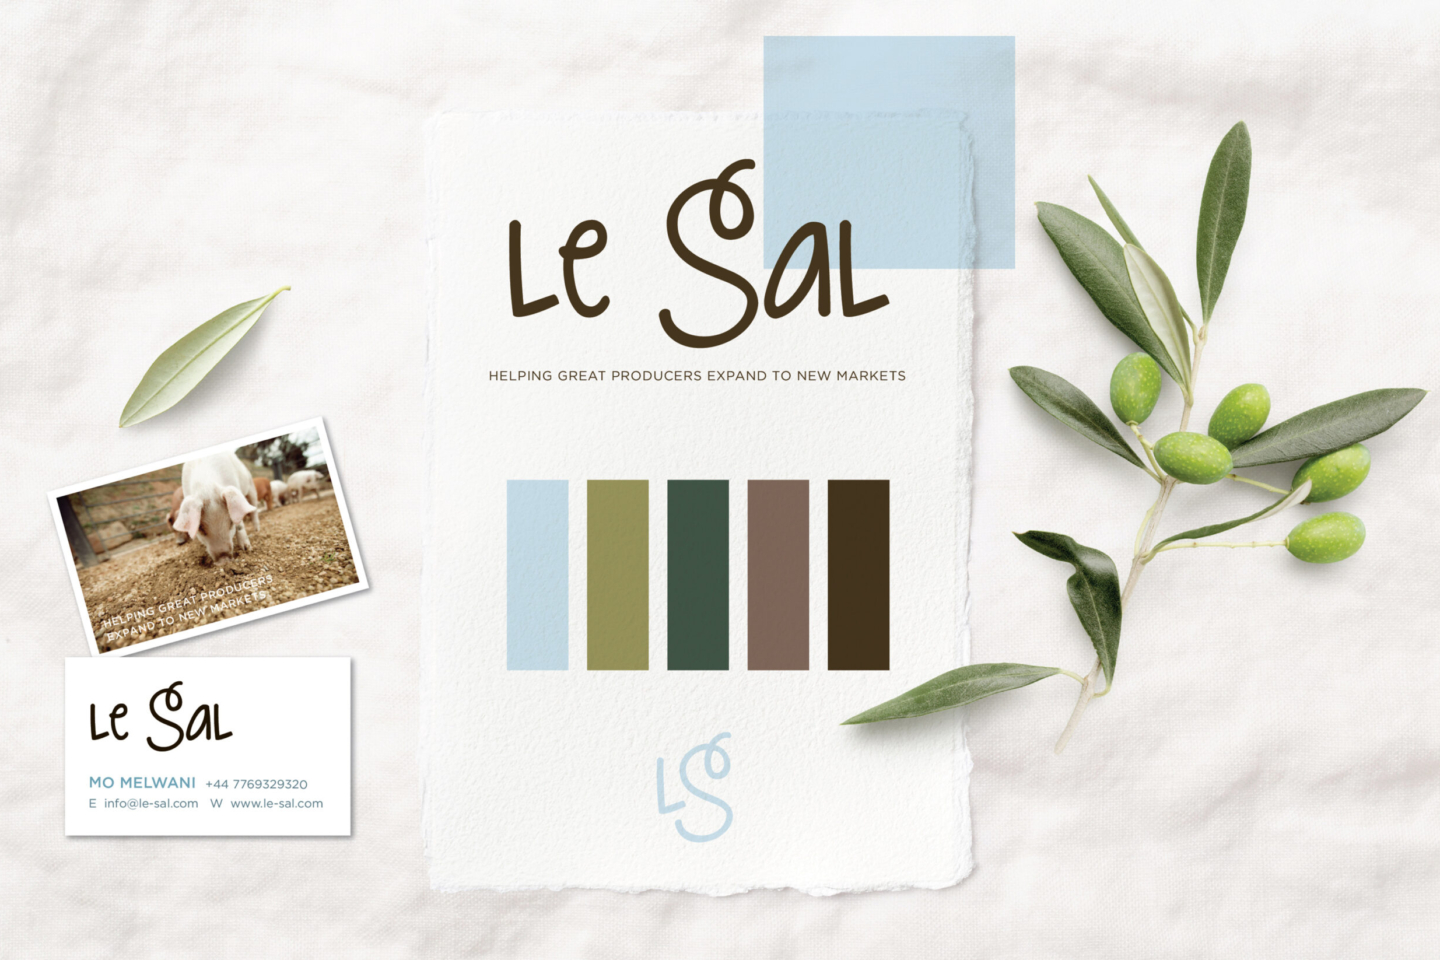 Le Sal
HELPING GREAT PRODUCERS EXPAND TO NEW MARKETS
LS
HELPING GREAT PRODUCERS
EXPAND TO NEW MARKETS
Le Sal
MO MELWANI +44 7769329320
E info@le-sal.com W www.le-sal.com